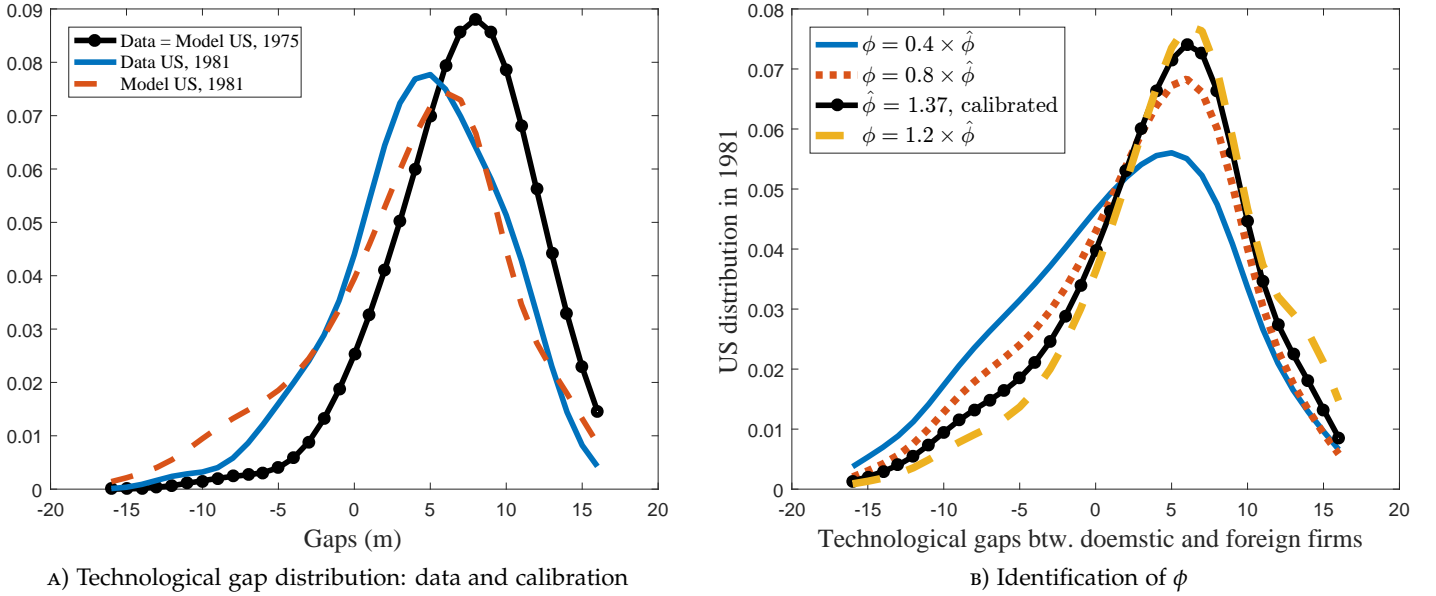 0.09
0.08
0.07
0.06
0.05
0.04
0.03
0.02
0.01
0
-20 -15 -10 -5 0 5 10 15 20
Data = Model US, 1975
Data US, 1981
Model US, 1981
Gaps (m)
A) Technological gap distribution: data and calibration
US distribution in 1981
0.08
0.07
0.06
0.05
0.04
0.03
0.02
0.01
0
-20 -15 -10 -5 0 5 10 15 20
ϕ = 0.4 × ϕ̂
ϕ = 0.8 × ϕ̂
ϕ̂ = 1.37, calibrated
ϕ = 1.2 × ϕ̂
Technological gaps btw. doemstic and foreign firms
B) Identification of ϕ